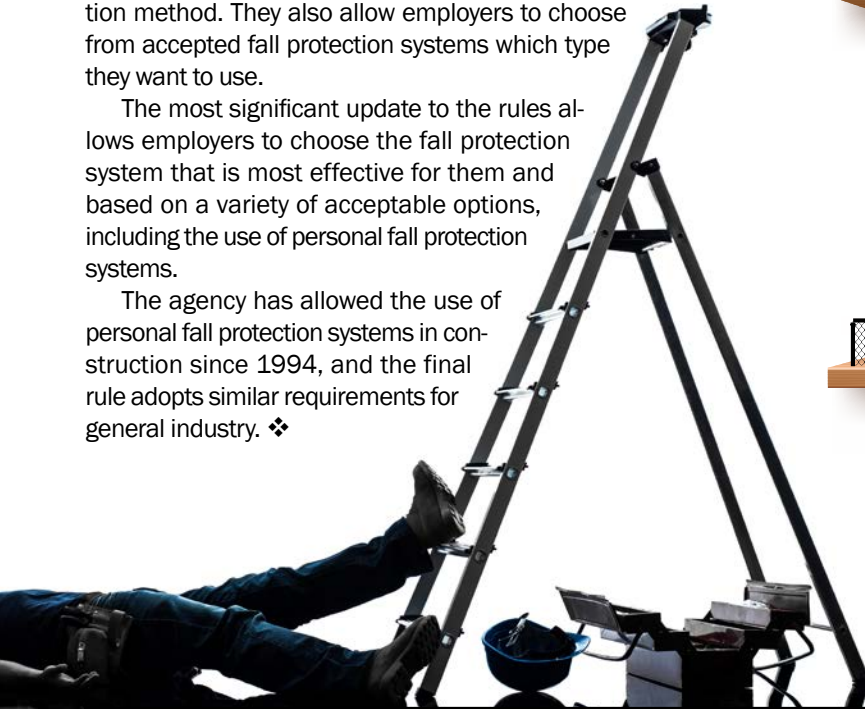 tion method. They also allow employers to choose
from accepted fall protection systems which type
they want to use.
The most significant update to the rules al-
lows employers to choose the fall protection
system that is most effective for them and
based on a variety of acceptable options,
including the use of personal fall protection
systems.
The agency has allowed the use of
personal fall protection systems in con-
struction since 1994, and the final
rule adopts similar requirements for
general industry. ❖